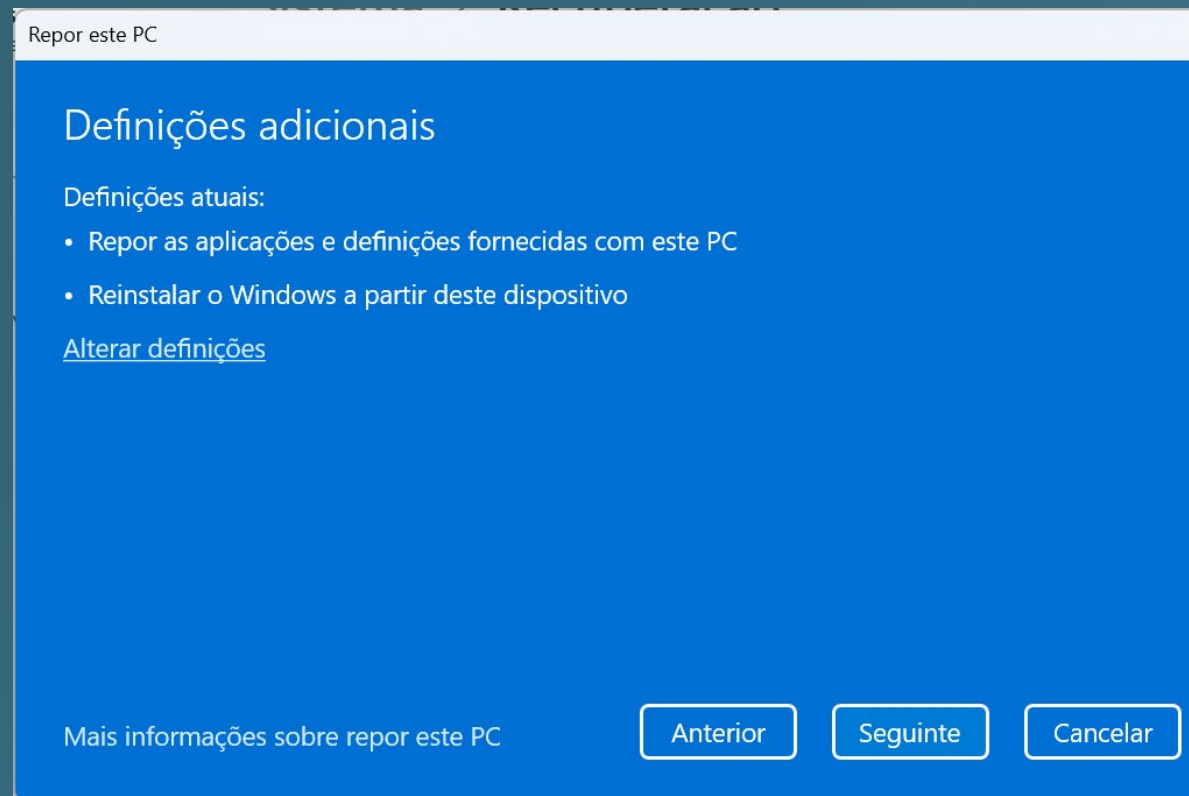 Repor este PC
Definições adicionais
Definições atuais:
• Repor as aplicações e definições fornecidas com este PC
• Reinstalar o Windows a partir deste dispositivo
Alterar definições
Mais informações sobre repor este PC
Anterior
Seguinte
Cancelar